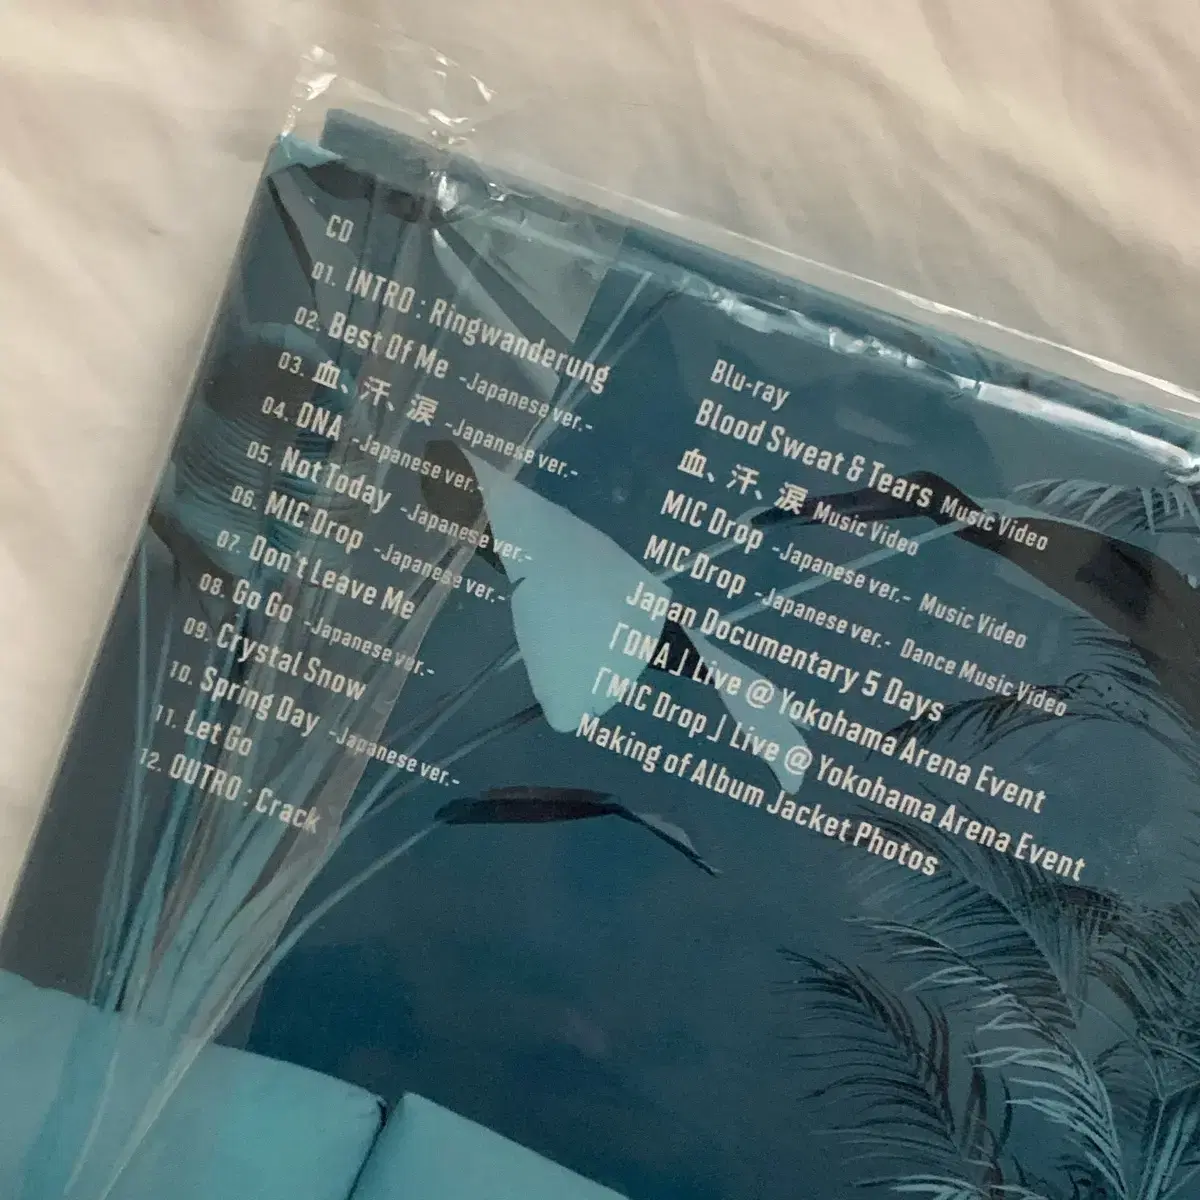 CD
01. INTRO : Ringwanderung
02. Best Of Me -Japanese ver.-
03. 血、汗、涙 -Japanese ver.-
04. DNA -Japanese ver.-
05. Not Today -Japanese ver.-
06. MIC Drop -Japanese ver.-
07. Don't Leave Me
08. Go Go -Japanese ver.-
09. Crystal Snow
10. Spring Day -Japanese ver.-
11. Let Go
12. OUTRO : Crack
Blu-ray
Blood Sweat & Tears Music Video
血、汗、涙 Music Video
MIC Drop -Japanese ver.- Music Video
MIC Drop -Japanese ver.- Dance Music Video
Japan Documentary 5 Days
「DNA」Live @ Yokohama Arena Event
「MIC Drop」Live @ Yokohama Arena Event
Making of Album Jacket Photos